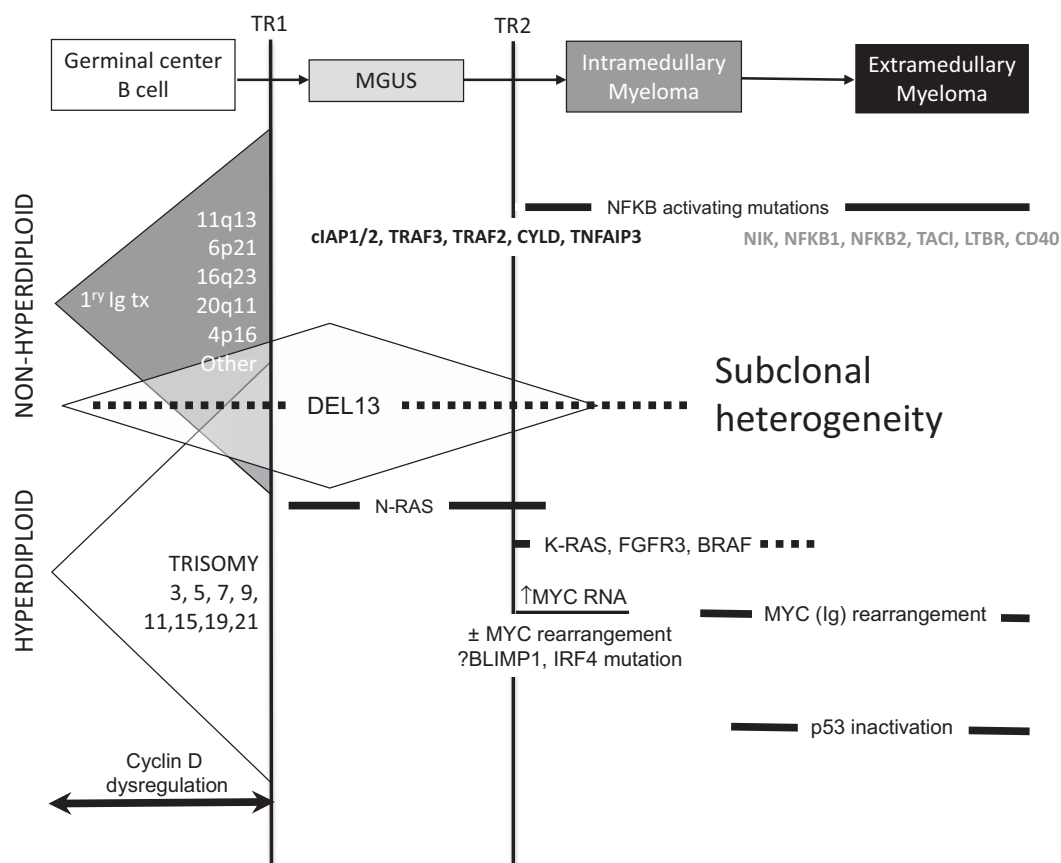 TR1
TR2
Germinal center
B cell
MGUS
Intramedullary
Myeloma
Extramedullary
Myeloma
NON-HYPERDIPLOID
HYPERDIPLOID
NFKB activating mutations
cIAP1/2, TRAF3, TRAF2, CYLD, TNFAIP3
NIK, NFKB1, NFKB2, TACI, LTBR, CD40
11q13
6p21
16q23
1ry Ig tx
20q11
4p16
Other
Subclonal
heterogeneity
DEL13
N-RAS
K-RAS, FGFR3, BRAF
TRISOMY
3, 5, 7, 9,
11,15,19,21
↑MYC RNA
± MYC rearrangement
?BLIMP1, IRF4 mutation
MYC (Ig) rearrangement
p53 inactivation
Cyclin D
dysregulation